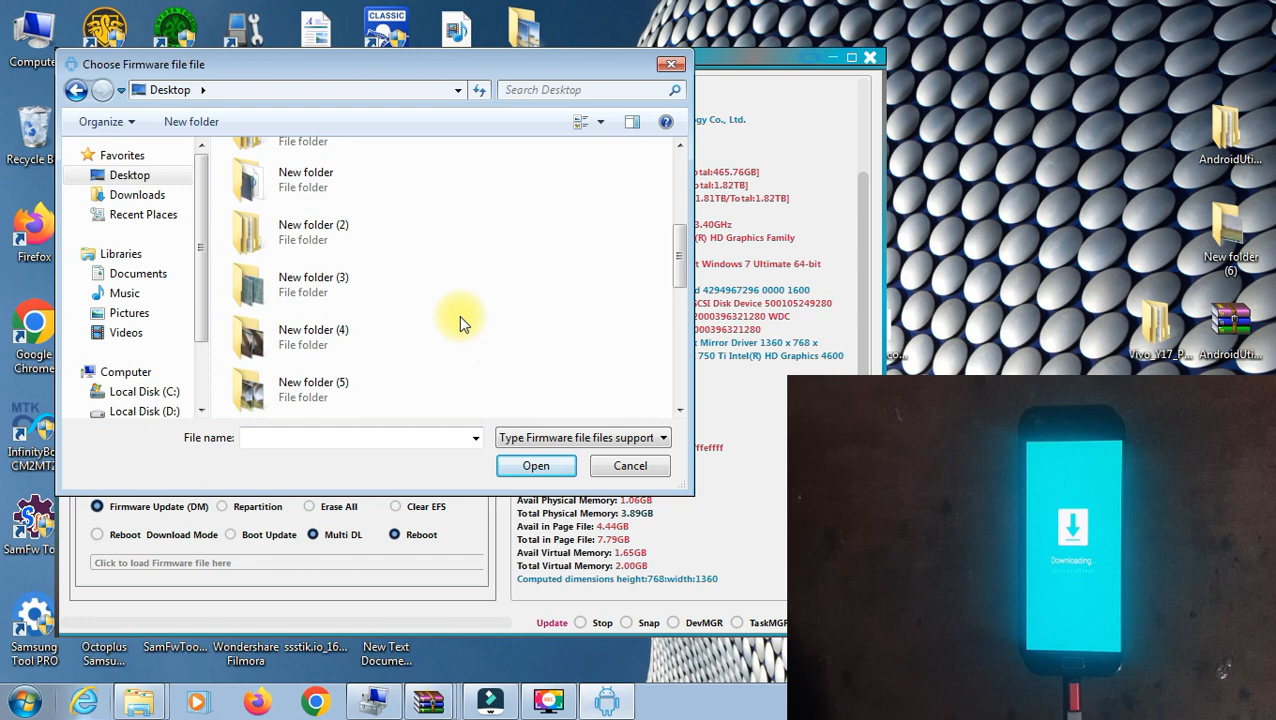 Compute
CLASSIC
Choose Firmware file file
Desktop
Search Desktop
Organize
New folder
File folder
New folder
File folder
New folder (2)
File folder
New folder (3)
File folder
New folder (4)
File folder
New folder (5)
File folder
Favorites
Desktop
Downloads
Recent Places
Libraries
Documents
Music
Pictures
Videos
Computer
Local Disk (C:)
Local Disk (D:)
File name:
Type Firmware file files support
Open
Cancel
gy Co., Ltd.
otal:465.76GB]
otal:1.82TB]
1.81TB/Total:1.82TB]
3.40GHz
(R) HD Graphics Family
t Windows 7 Ultimate 64-bit
d 4294967296 0000 1600
SCSI Disk Device 500105249280
2000396321280 WDC
000396321280
x Mirror Driver 1360 x 768 x
750 Ti Intel(R) HD Graphics 4600
ffeffff
Avail Physical Memory: 1.06GB
Total Physical Memory: 3.89GB
Avail in Page File: 4.44GB
Total in Page File: 7.79GB
Avail Virtual Memory: 1.65GB
Total Virtual Memory: 2.00GB
Computed dimensions height:768:width:1360
Firmware Update (DM)
Repartition
Erase All
Clear EFS
Reboot Download Mode
Boot Update
Multi DL
Reboot
Click to load Firmware file here
Update
Stop
Snap
DevMGR
TaskMGR
Recycle B
Firefox
Google
Chrome
MTK
InfinityBo
CM2MT2
SamFw To
Samsung
Tool PRO
Octoplus
Samsu...
SamFwToo...
Wondershare
Filmora
ssstik.io_16...
New Text
Docume...
AndroidUti...
New folder
(6)
co...
Vivo_Y17_P...
AndroidUti...
REC
Downloading...